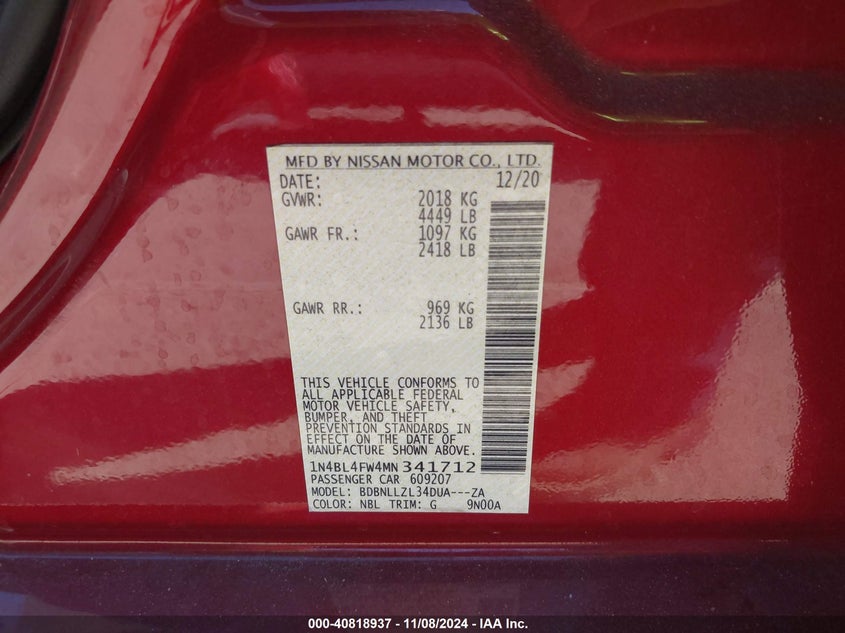 MFD BY NISSAN MOTOR CO., LTD.
DATE: 12/20
GVWR: 2018 KG
4449 LB
GAWR FR.: 1097 KG
2418 LB
GAWR RR.: 969 KG
2136 LB
THIS VEHICLE CONFORMS TO
ALL APPLICABLE FEDERAL
MOTOR VEHICLE SAFETY,
BUMPER, AND THEFT
PREVENTION STANDARDS IN
EFFECT ON THE DATE OF
MANUFACTURE SHOWN ABOVE.
1N4BL4FW4MN341712
PASSENGER CAR 609207
MODEL: BDBNLLZL34DUA---ZA
COLOR: NBL TRIM: G 9N00A
000-40818937 - 11/08/2024 - IAA Inc.